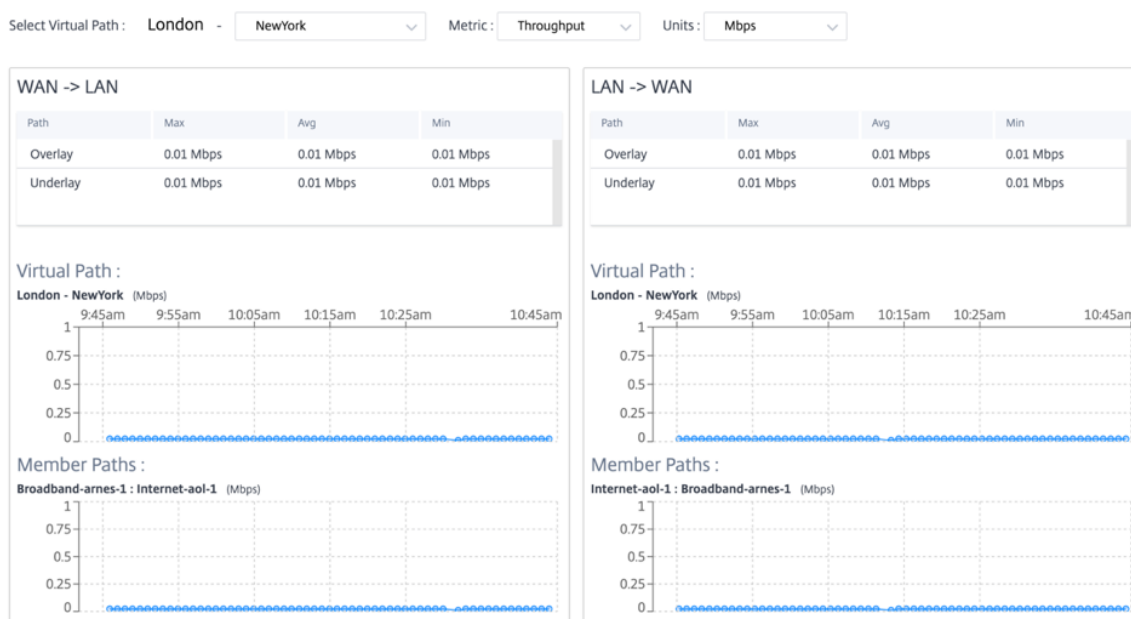 Select Virtual Path : London - NewYork Metric : Throughput Units : Mbps
WAN -> LAN
Path Max Avg Min
Overlay 0.01 Mbps 0.01 Mbps 0.01 Mbps
Underlay 0.01 Mbps 0.01 Mbps 0.01 Mbps
Virtual Path :
London - NewYork (Mbps)
9:45am 9:55am 10:05am 10:15am 10:25am 10:45am
1
0.75
0.5
0.25
0
Member Paths :
Broadband-arnes-1 : Internet-aol-1 (Mbps)
1
0.75
0.5
0.25
0
LAN -> WAN
Path Max Avg Min
Overlay 0.01 Mbps 0.01 Mbps 0.01 Mbps
Underlay 0.01 Mbps 0.01 Mbps 0.01 Mbps
Virtual Path :
London - NewYork (Mbps)
9:45am 9:55am 10:05am 10:15am 10:25am 10:45am
1
0.75
0.5
0.25
0
Member Paths :
Internet-aol-1 : Broadband-arnes-1 (Mbps)
1
0.75
0.5
0.25
0